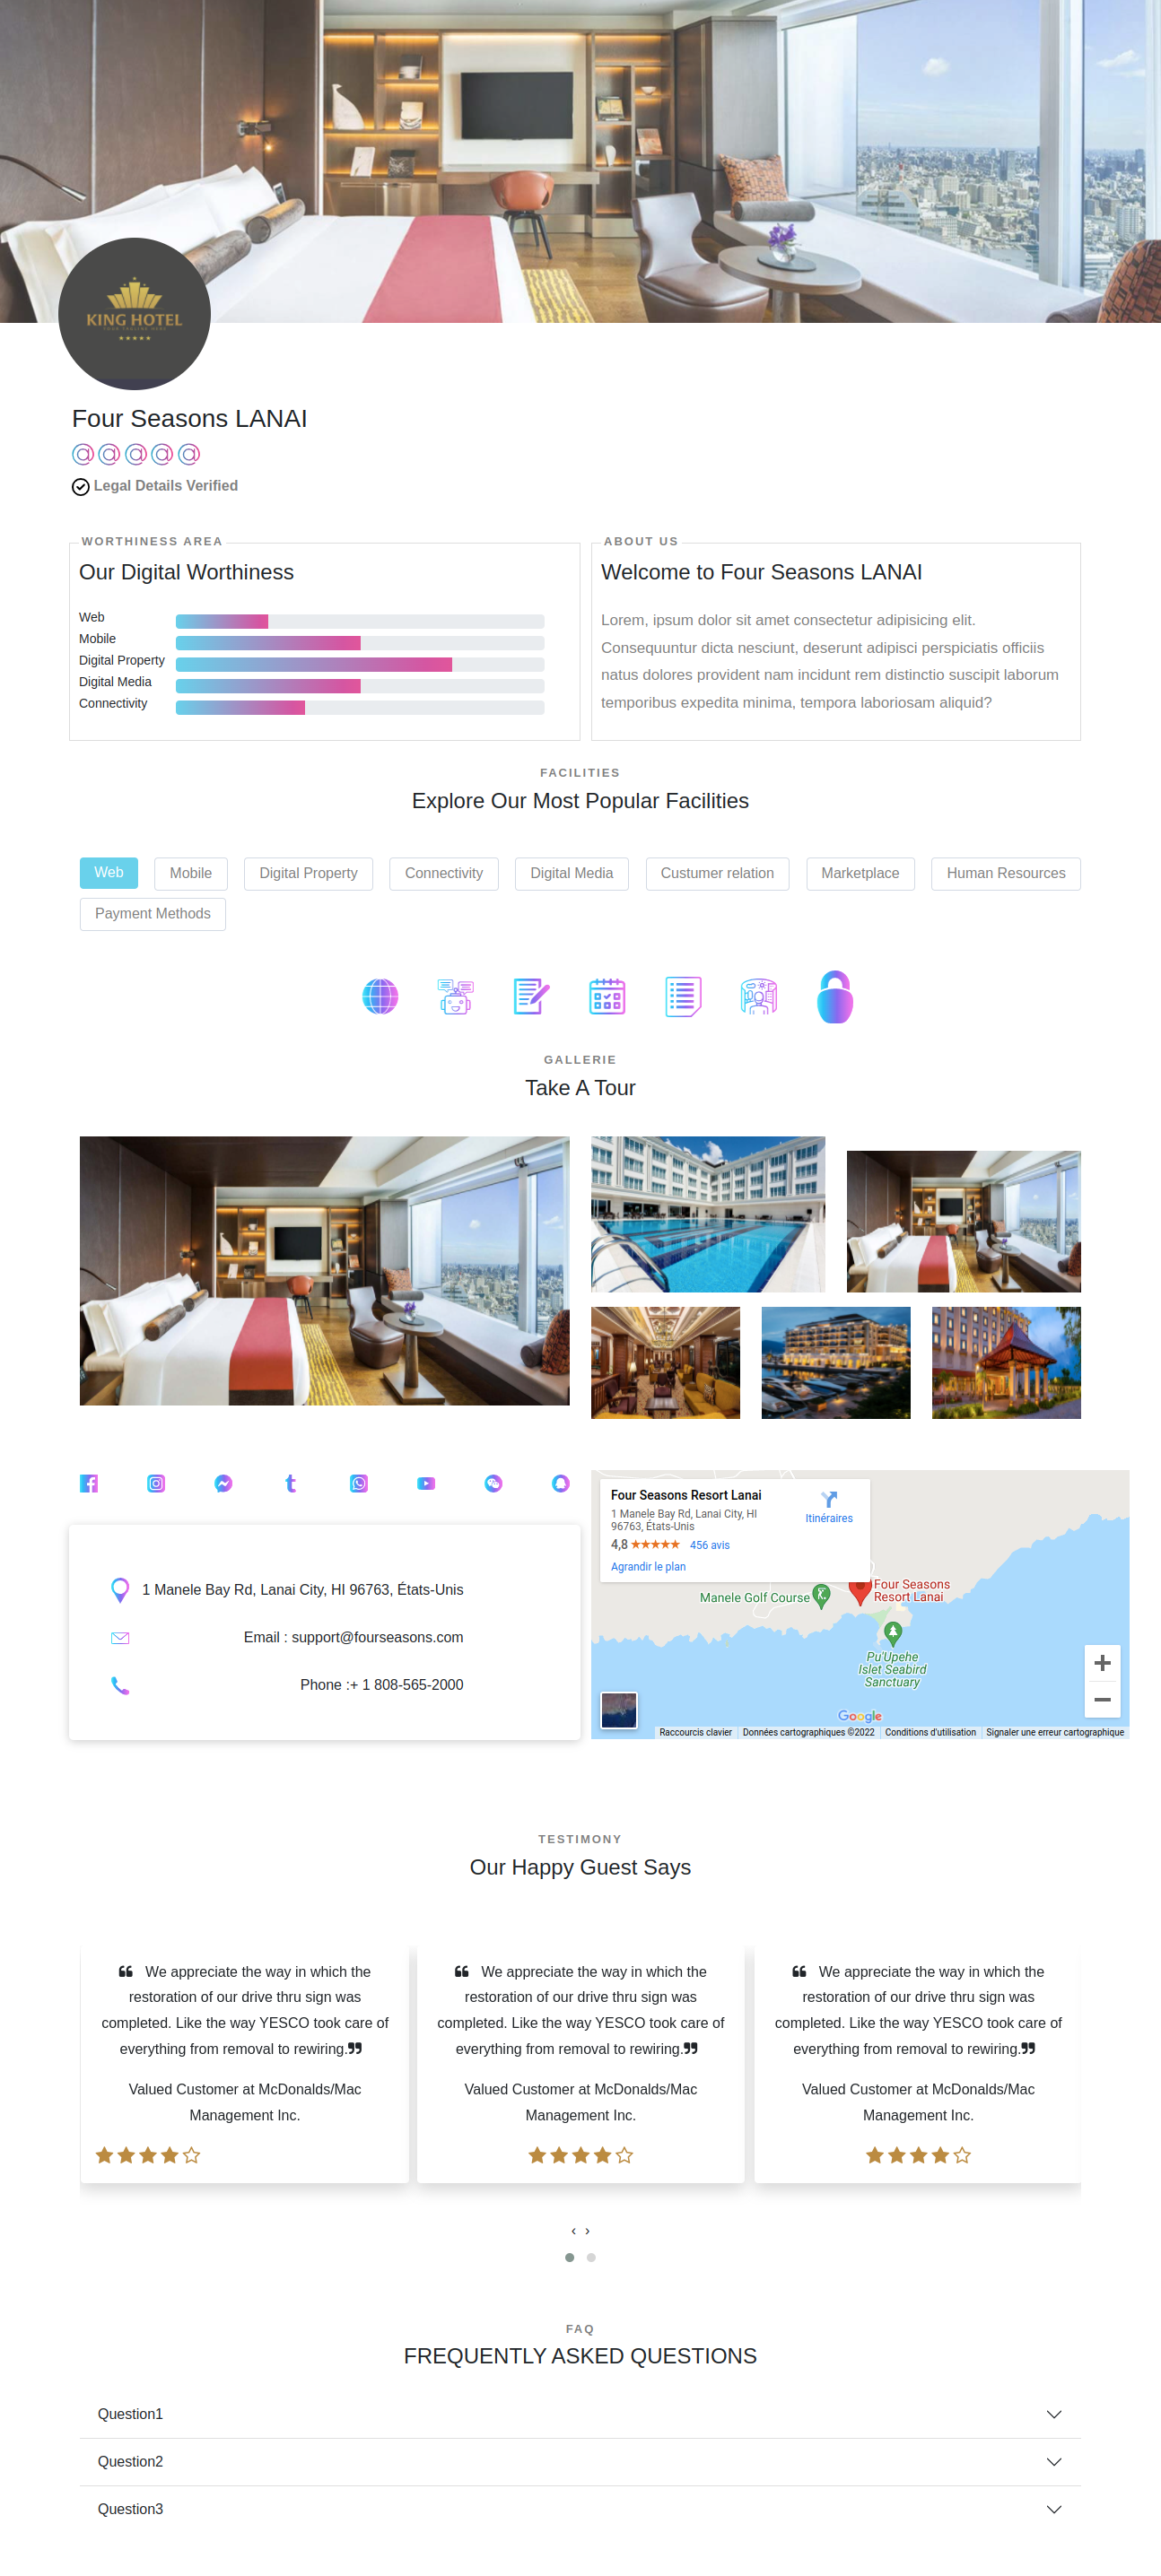 KING HOTEL
Four Seasons LANAI
Legal Details Verified
WORTHINESS AREA
Our Digital Worthiness
Web
Mobile
Digital Property
Digital Media
Connectivity
ABOUT US
Welcome to Four Seasons LANAI
Lorem, ipsum dolor sit amet consectetur adipisicing elit.
Consequuntur dicta nesciunt, deserunt adipisci perspiciatis officiis
natus dolores provident nam incidunt rem distinctio suscipit laborum
temporibus expedita minima, tempora laboriosam aliquid?
FACILITIES
Explore Our Most Popular Facilities
Web Mobile Digital Property Connectivity Digital Media Custumer relation Marketplace Human Resources
Payment Methods
GALLERIE
Take A Tour
1 Manele Bay Rd, Lanai City, HI 96763, États-Unis
Email : support@fourseasons.com
Phone :+ 1 808-565-2000
Four Seasons Resort Lanai
1 Manele Bay Rd, Lanai City, HI
96763, États-Unis
Itinéraires
4,8 ★★★★★ 456 avis
Agrandir le plan
Manele Golf Course
Four Seasons
Resort Lanai
Pu'Upehe
Islet Seabird
Sanctuary
Google
Raccourcis clavier Données cartographiques ©2022 Conditions d'utilisation Signaler une erreur cartographique
TESTIMONY
Our Happy Guest Says
❝ We appreciate the way in which the
restoration of our drive thru sign was
completed. Like the way YESCO took care of
everything from removal to rewiring.❞
Valued Customer at McDonalds/Mac
Management Inc.
❝ We appreciate the way in which the
restoration of our drive thru sign was
completed. Like the way YESCO took care of
everything from removal to rewiring.❞
Valued Customer at McDonalds/Mac
Management Inc.
❝ We appreciate the way in which the
restoration of our drive thru sign was
completed. Like the way YESCO took care of
everything from removal to rewiring.❞
Valued Customer at McDonalds/Mac
Management Inc.
‹ ›
FAQ
FREQUENTLY ASKED QUESTIONS
Question1
Question2
Question3